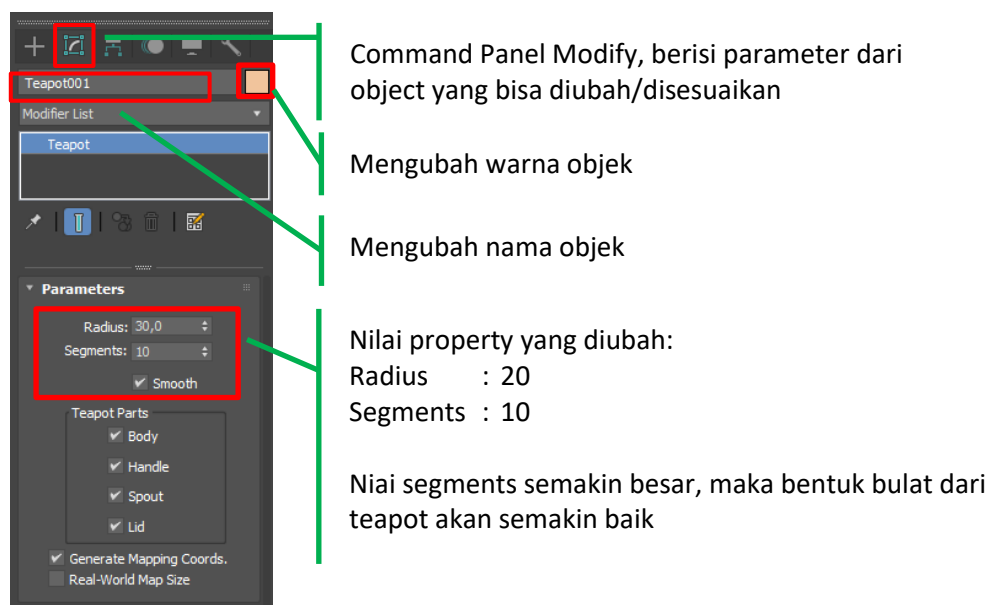 Teapot001
Modifier List
Teapot
Parameters
Radius: 30,0
Segments: 10
Smooth
Teapot Parts
Body
Handle
Spout
Lid
Generate Mapping Coords.
Real-World Map Size
Command Panel Modify, berisi parameter dari
object yang bisa diubah/disesuaikan
Mengubah warna objek
Mengubah nama objek
Nilai property yang diubah:
Radius : 20
Segments : 10
Niai segments semakin besar, maka bentuk bulat dari
teapot akan semakin baik